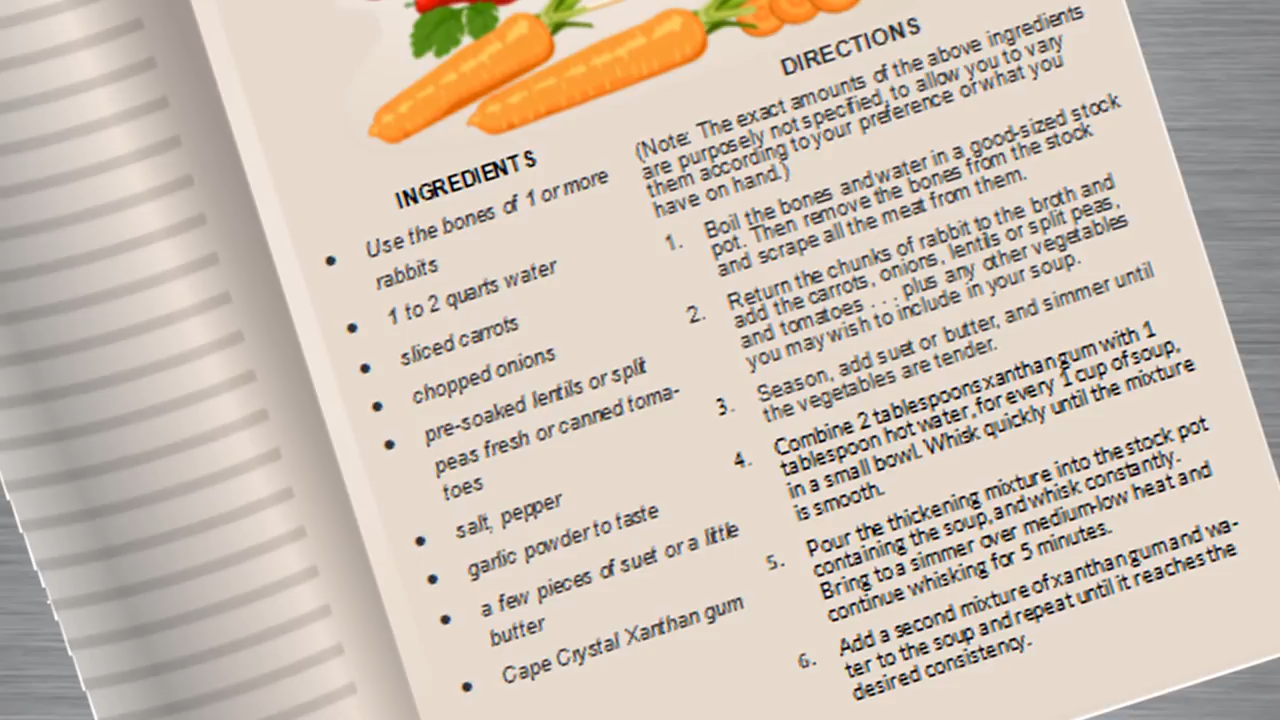 INGREDIENTS
Use the bones of 1 or more
rabbits
1 to 2 quarts water
sliced carrots
chopped onions
pre-soaked lentils or split
peas fresh or canned toma-
toes
salt, pepper
garlic powder to taste
a few pieces of suet or a little
butter
Cape Crystal Xanthan gum
DIRECTIONS
(Note: The exact amounts of the above ingredients
are purposely not specified, to allow you to vary
them according to your preference or what you
have on hand.)
1. Boil the bones and water in a good-sized stock
pot. Then remove the bones from the stock
and scrape all the meat from them.
2. Return the chunks of rabbit to the broth and
add the carrots, onions, lentils or split peas,
and tomatoes . . . plus any other vegetables
you may wish to include in your soup.
3. Season, add suet or butter, and simmer until
the vegetables are tender.
4. Combine 2 tablespoons xanthan gum with 1
tablespoon hot water, for every 1 cup of soup,
in a small bowl. Whisk quickly until the mixture
is smooth.
5. Pour the thickening mixture into the stock pot
containing the soup, and whisk constantly.
Bring to a simmer over medium-low heat and
continue whisking for 5 minutes.
6. Add a second mixture of xanthan gum and wa-
ter to the soup and repeat until it reaches the
desired consistency.